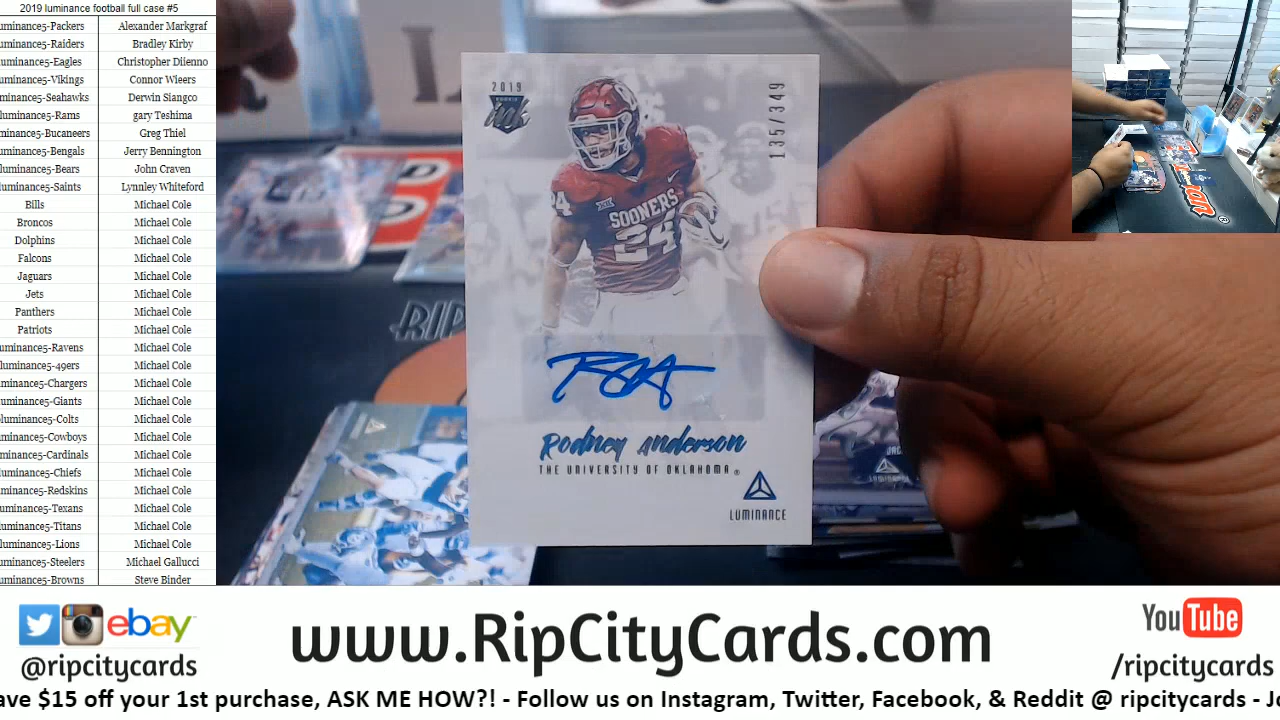 2019 luminance football full case #5
uminance5-Packers Alexander Markgraf
uminance5-Raiders Bradley Kirby
uminance5-Eagles Christopher Diienno
uminance5-Vikings Connor Wieers
minance5-Seahawks Derwin Siangco
luminance5-Rams gary Teshima
minance5-Bucaneers Greg Thiel
uminance5-Bengals Jerry Bennington
luminance5-Bears John Craven
uminance5-Saints Lynnley Whiteford
Bills Michael Cole
Broncos Michael Cole
Dolphins Michael Cole
Falcons Michael Cole
Jaguars Michael Cole
Jets Michael Cole
Panthers Michael Cole
Patriots Michael Cole
uminance5-Ravens Michael Cole
luminance5-49ers Michael Cole
minance5-Chargers Michael Cole
uminance5-Giants Michael Cole
luminance5-Colts Michael Cole
minance5-Cowboys Michael Cole
minance5-Cardinals Michael Cole
uminance5-Chiefs Michael Cole
minance5-Redskins Michael Cole
uminance5-Texans Michael Cole
uminance5-Titans Michael Cole
luminance5-Lions Michael Cole
uminance5-Steelers Michael Gallucci
uminance5-Browns Steve Binder
2019
135/349
24
SOONERS
24
Rodney Anderson
THE UNIVERSITY OF OKLAHOMA®
LUMINANCE
RIP
ebay
@ripcitycards
www.RipCityCards.com
YouTube
/ripcitycards
ave $15 off your 1st purchase, ASK ME HOW?! - Follow us on Instagram, Twitter, Facebook, & Reddit @ ripcitycards - Jo